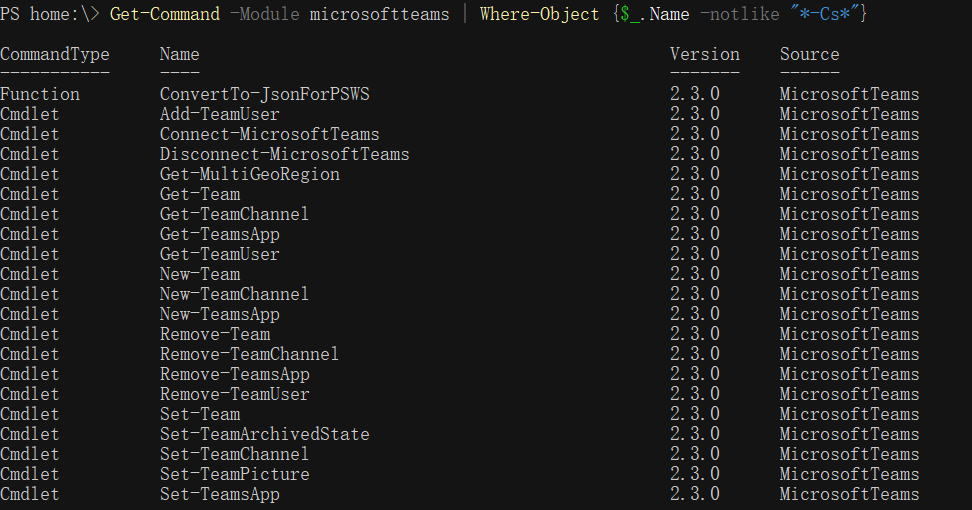 PS home:\> Get-Command -Module microsoftteams | Where-Object {$_.Name -notlike "*-Cs*"}
CommandType     Name                                               Version    Source
-----------     ----                                               -------    ------
Function        ConvertTo-JsonForPSWS                              2.3.0      MicrosoftTeams
Cmdlet          Add-TeamUser                                       2.3.0      MicrosoftTeams
Cmdlet          Connect-MicrosoftTeams                             2.3.0      MicrosoftTeams
Cmdlet          Disconnect-MicrosoftTeams                          2.3.0      MicrosoftTeams
Cmdlet          Get-MultiGeoRegion                                 2.3.0      MicrosoftTeams
Cmdlet          Get-Team                                           2.3.0      MicrosoftTeams
Cmdlet          Get-TeamChannel                                    2.3.0      MicrosoftTeams
Cmdlet          Get-TeamsApp                                       2.3.0      MicrosoftTeams
Cmdlet          Get-TeamUser                                       2.3.0      MicrosoftTeams
Cmdlet          New-Team                                           2.3.0      MicrosoftTeams
Cmdlet          New-TeamChannel                                    2.3.0      MicrosoftTeams
Cmdlet          New-TeamsApp                                       2.3.0      MicrosoftTeams
Cmdlet          Remove-Team                                        2.3.0      MicrosoftTeams
Cmdlet          Remove-TeamChannel                                 2.3.0      MicrosoftTeams
Cmdlet          Remove-TeamsApp                                    2.3.0      MicrosoftTeams
Cmdlet          Remove-TeamUser                                    2.3.0      MicrosoftTeams
Cmdlet          Set-Team                                           2.3.0      MicrosoftTeams
Cmdlet          Set-TeamArchivedState                              2.3.0      MicrosoftTeams
Cmdlet          Set-TeamChannel                                    2.3.0      MicrosoftTeams
Cmdlet          Set-TeamPicture                                    2.3.0      MicrosoftTeams
Cmdlet          Set-TeamsApp                                       2.3.0      MicrosoftTeams